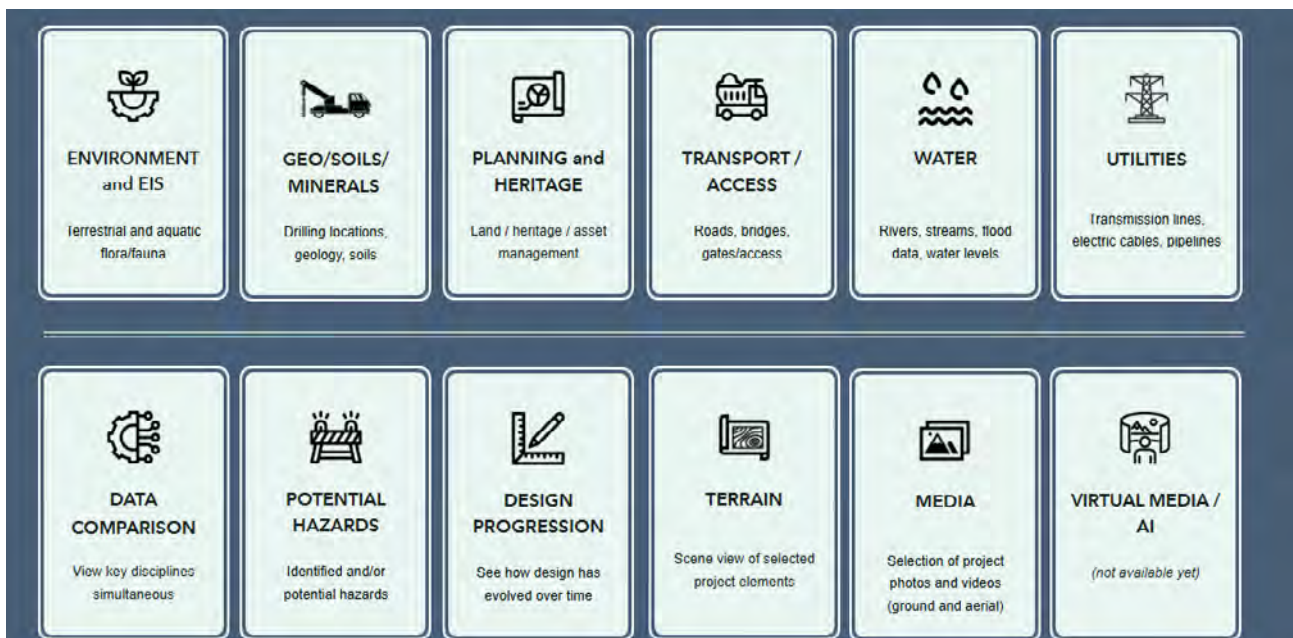 ENVIRONMENT
and EIS
Terrestrial and aquatic
flora/fauna
GEO/SOILS/
MINERALS
Drilling locations,
geology, soils
PLANNING and
HERITAGE
Land / heritage / asset
management
TRANSPORT /
ACCESS
Roads, bridges,
gates/access
WATER
Rivers, streams, flood
data, water levels
UTILITIES
Transmission lines,
electric cables, pipelines
DATA
COMPARISON
View key disciplines
simultaneous
POTENTIAL
HAZARDS
Identified and/or
potential hazards
DESIGN
PROGRESSION
See how design has
evolved over time
TERRAIN
Scene view of selected
project elements
MEDIA
Selection of project
photos and videos
(ground and aerial)
VIRTUAL MEDIA /
AI
(not available yet)